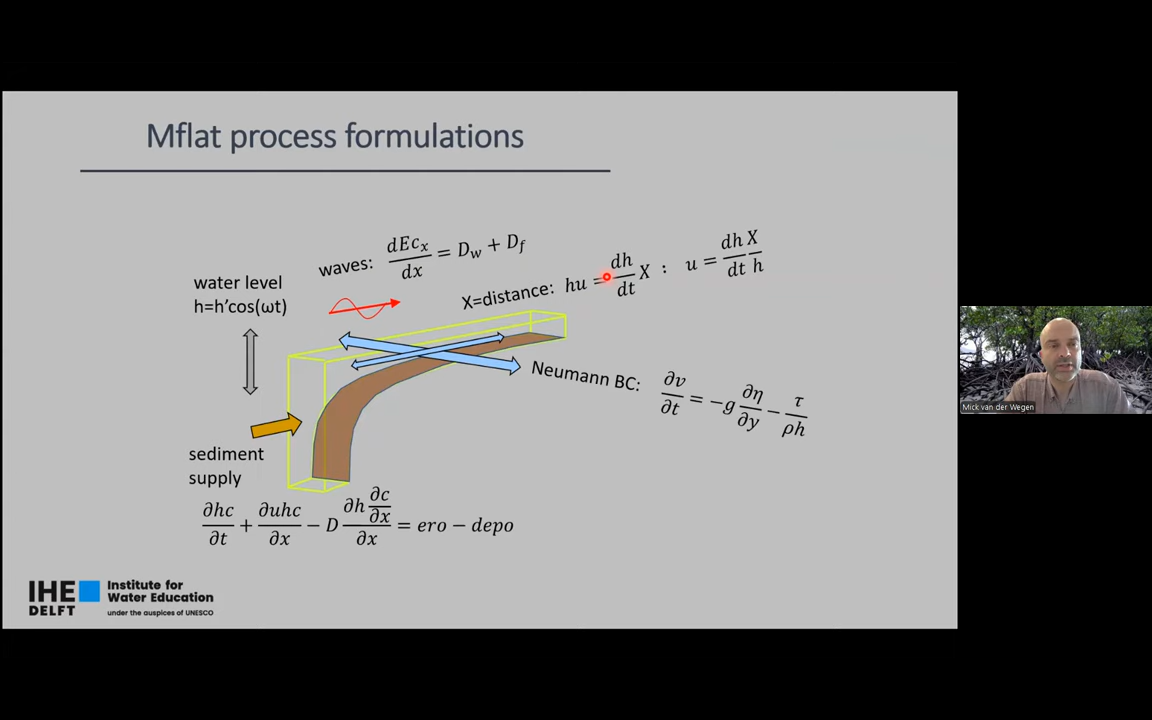 Mflat process formulations
waves: dEcₓ/dx = D_w + D_f
water level
h=h'cos(ωt)
X=distance: hu = dh/dt X : u = dh/dt X/h
Neumann BC: ∂v/∂t = −g ∂η/∂y − τ/ρh
sediment
supply
∂hc/∂t + ∂uhc/∂x − D ∂h ∂c/∂x/∂x = ero − depo
IHE
DELFT
Institute for
Water Education
under the auspices of UNESCO
Mick van der Wegen